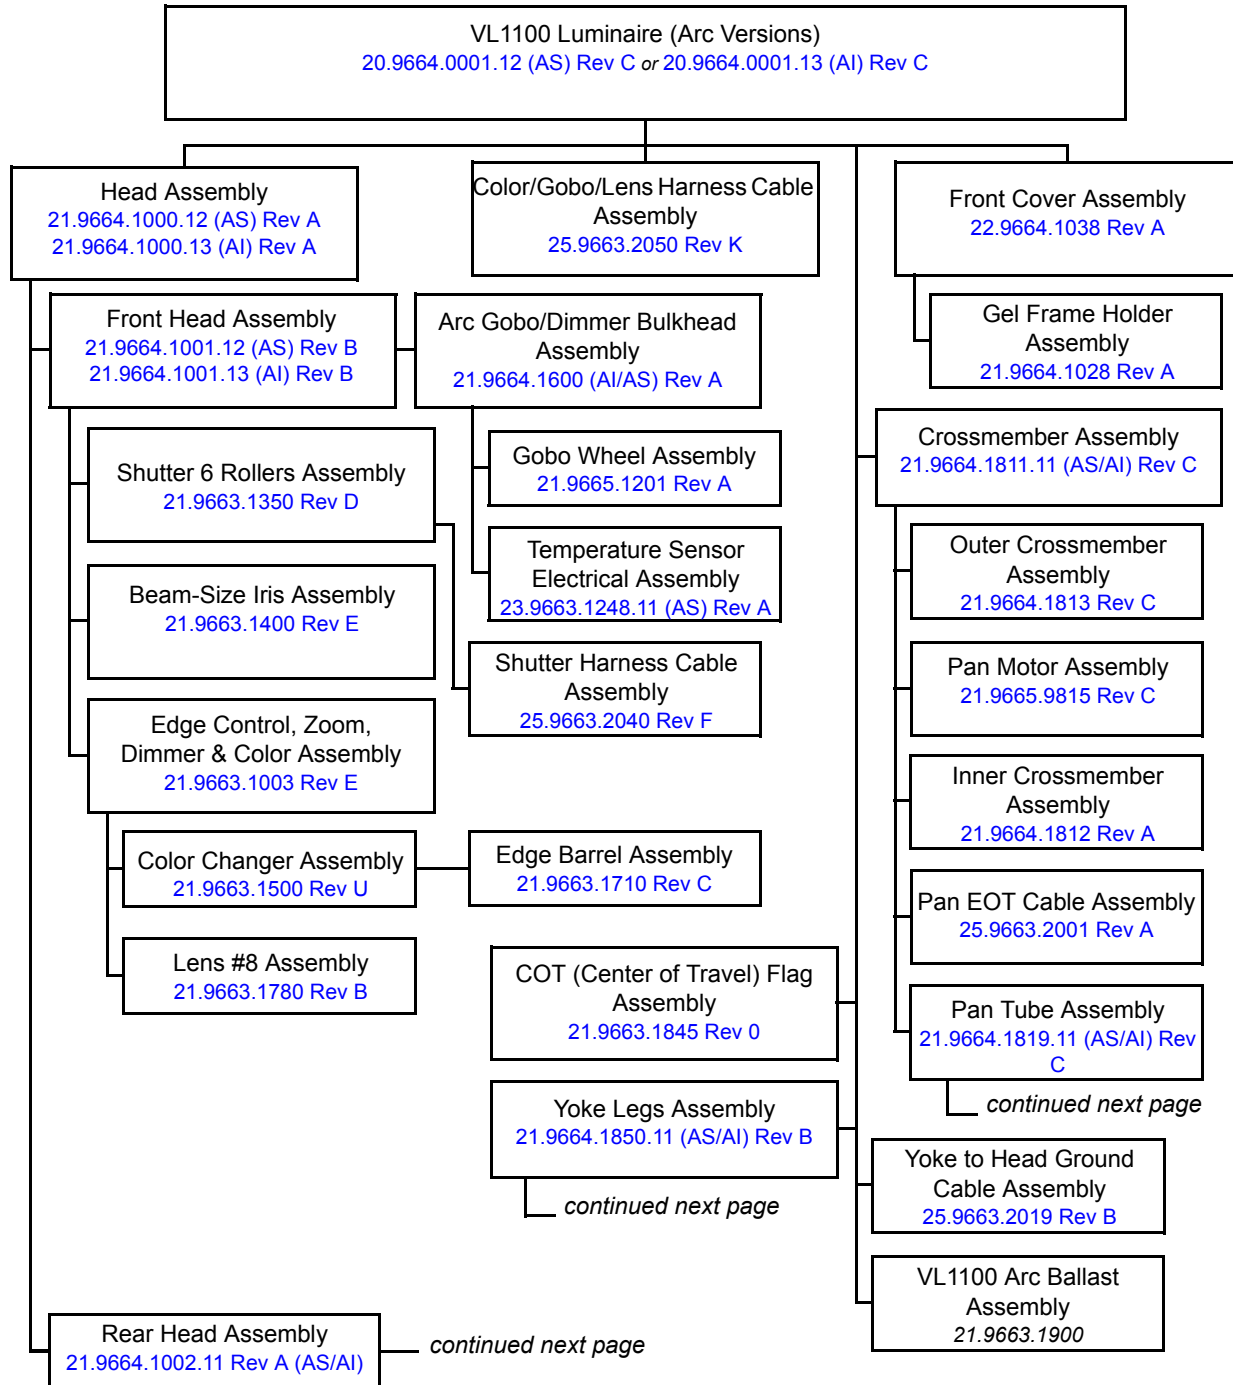 VL1100 Luminaire (Arc Versions)
20.9664.0001.12 (AS) Rev C or 20.9664.0001.13 (AI) Rev C
Head Assembly
21.9664.1000.12 (AS) Rev A
21.9664.1000.13 (AI) Rev A
Color/Gobo/Lens Harness Cable
Assembly
25.9663.2050 Rev K
Front Cover Assembly
22.9664.1038 Rev A
Gel Frame Holder
Assembly
21.9664.1028 Rev A
Front Head Assembly
21.9664.1001.12 (AS) Rev B
21.9664.1001.13 (AI) Rev B
Arc Gobo/Dimmer Bulkhead
Assembly
21.9664.1600 (AI/AS) Rev A
Gobo Wheel Assembly
21.9665.1201 Rev A
Temperature Sensor
Electrical Assembly
23.9663.1248.11 (AS) Rev A
Shutter 6 Rollers Assembly
21.9663.1350 Rev D
Shutter Harness Cable
Assembly
25.9663.2040 Rev F
Beam-Size Iris Assembly
21.9663.1400 Rev E
Edge Control, Zoom,
Dimmer & Color Assembly
21.9663.1003 Rev E
Color Changer Assembly
21.9663.1500 Rev U
Edge Barrel Assembly
21.9663.1710 Rev C
Lens #8 Assembly
21.9663.1780 Rev B
Crossmember Assembly
21.9664.1811.11 (AS/AI) Rev C
Outer Crossmember
Assembly
21.9664.1813 Rev C
Pan Motor Assembly
21.9665.9815 Rev C
Inner Crossmember
Assembly
21.9664.1812 Rev A
Pan EOT Cable Assembly
25.9663.2001 Rev A
Pan Tube Assembly
21.9664.1819.11 (AS/AI) Rev
C
continued next page
COT (Center of Travel) Flag
Assembly
21.9663.1845 Rev 0
Yoke Legs Assembly
21.9664.1850.11 (AS/AI) Rev B
continued next page
Yoke to Head Ground
Cable Assembly
25.9663.2019 Rev B
VL1100 Arc Ballast
Assembly
21.9663.1900
Rear Head Assembly
21.9664.1002.11 Rev A (AS/AI)
continued next page